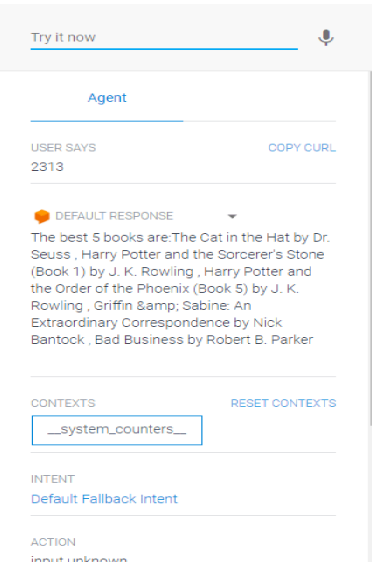 Try it now
Agent
USER SAYS COPY CURL
2313
DEFAULT RESPONSE
The best 5 books are:The Cat in the Hat by Dr.
Seuss , Harry Potter and the Sorcerer's Stone
(Book 1) by J. K. Rowling , Harry Potter and
the Order of the Phoenix (Book 5) by J. K.
Rowling , Griffin &amp; Sabine: An
Extraordinary Correspondence by Nick
Bantock , Bad Business by Robert B. Parker
CONTEXTS RESET CONTEXTS
__system_counters__
INTENT
Default Fallback Intent
ACTION
input.unknown